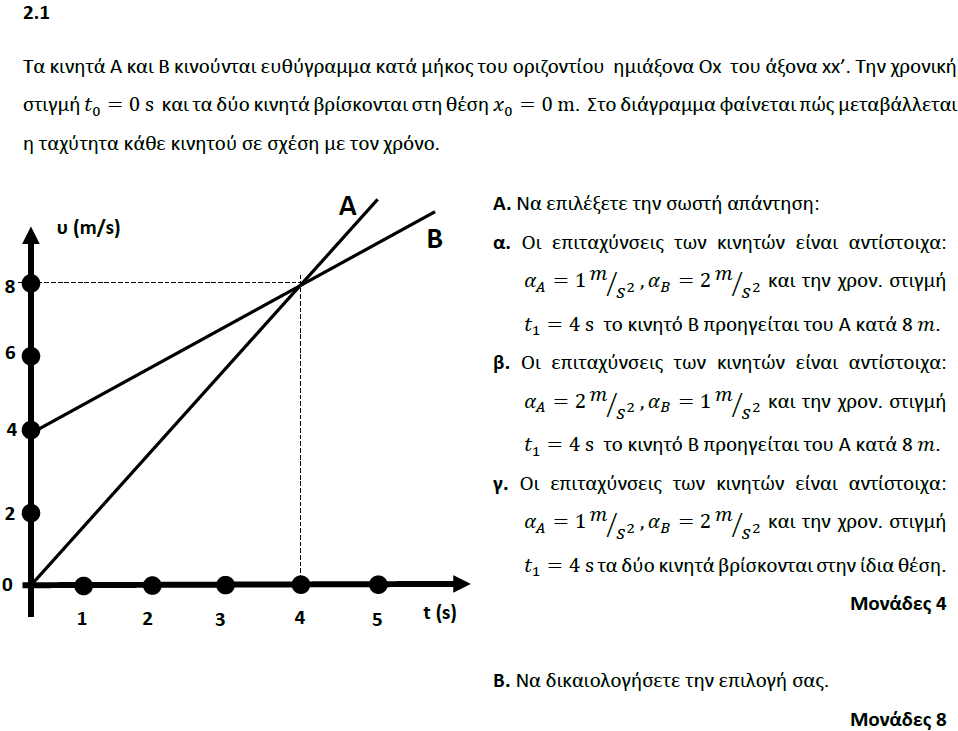 2.1
Τα κινητά Α και Β κινούνται ευθύγραμμα κατά μήκος του οριζοντίου ημιάξονα Οx του άξονα xx’. Την χρονική
στιγμή t₀ = 0 s και τα δύο κινητά βρίσκονται στη θέση x₀ = 0 m. Στο διάγραμμα φαίνεται πώς μεταβάλλεται
η ταχύτητα κάθε κινητού σε σχέση με τον χρόνο.
υ (m/s)
A
B
8
6
4
2
0
1
2
3
4
5
t (s)
Α. Να επιλέξετε την σωστή απάντηση:
α. Οι επιταχύνσεις των κινητών είναι αντίστοιχα:
α_A = 1 m/s², α_B = 2 m/s² και την χρον. στιγμή
t₁ = 4 s το κινητό Β προηγείται του Α κατά 8 m.
β. Οι επιταχύνσεις των κινητών είναι αντίστοιχα:
α_A = 2 m/s², α_B = 1 m/s² και την χρον. στιγμή
t₁ = 4 s το κινητό Β προηγείται του Α κατά 8 m.
γ. Οι επιταχύνσεις των κινητών είναι αντίστοιχα:
α_A = 1 m/s², α_B = 2 m/s² και την χρον. στιγμή
t₁ = 4 s τα δύο κινητά βρίσκονται στην ίδια θέση.
Μονάδες 4
Β. Να δικαιολογήσετε την επιλογή σας.
Μονάδες 8